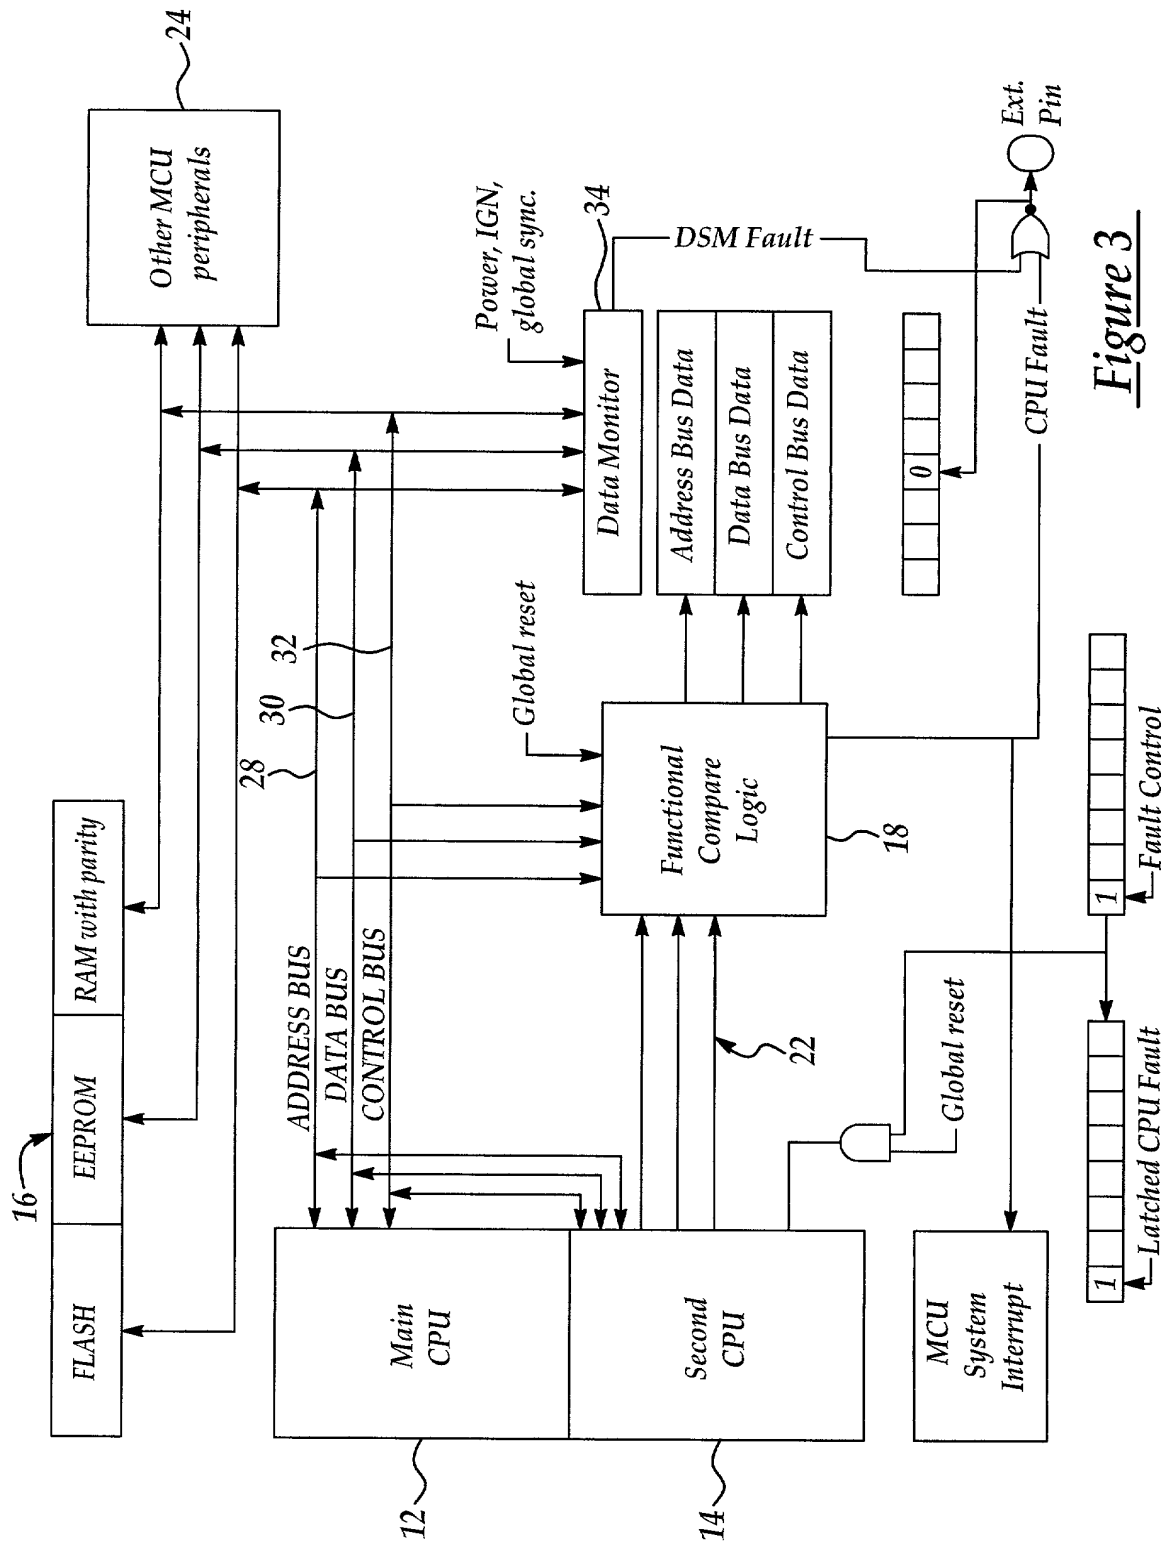 16
FLASH
EEPROM
RAM with parity
Other MCU
peripherals
24
28
30
32
ADDRESS BUS
DATA BUS
CONTROL BUS
12
Main
CPU
14
Second
CPU
22
Global reset
Global reset
Functional
Compare
Logic
18
Power, IGN,
global sync.
34
Data Monitor
Address Bus Data
Data Bus Data
Control Bus Data
DSM Fault
0
Ext.
Pin
CPU Fault
MCU
System
Interrupt
1
Latched CPU Fault
1
Fault Control
Figure 3